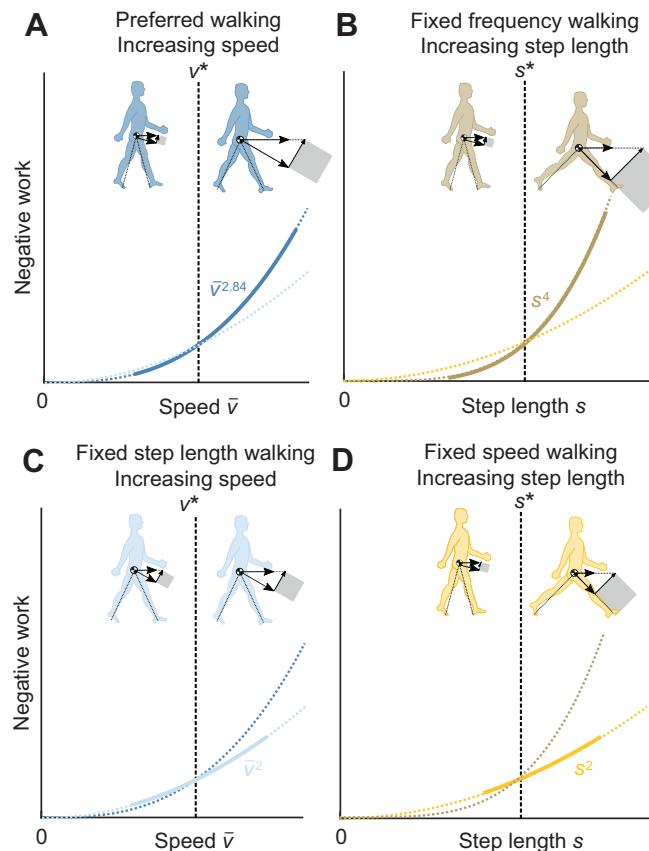 A
Preferred walking
Increasing speed
v*
Negative work
v̄^2.84
0
Speed v̄
B
Fixed frequency walking
Increasing step length
s*
s^4
0
Step length s
C
Fixed step length walking
Increasing speed
v*
Negative work
v̄^2
0
Speed v̄
D
Fixed speed walking
Increasing step length
s*
s^2
0
Step length s